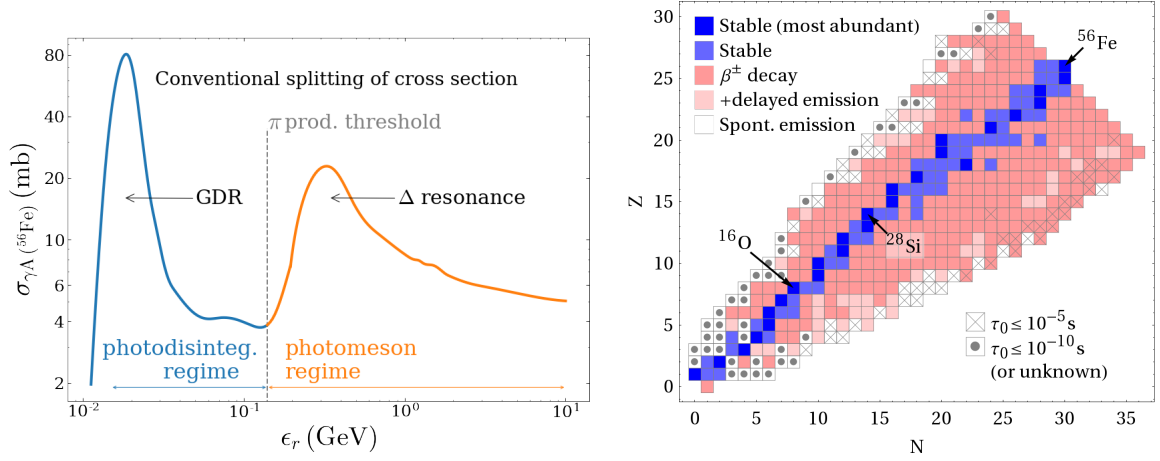 Conventional splitting of cross section
π prod. threshold
GDR
Δ resonance
photodisinteg.
regime
photomeson
regime
σγA (⁵⁶Fe) (mb)
80
40
20
10
6
4
2
10⁻²
10⁻¹
10⁰
10¹
ϵᵣ (GeV)
Stable (most abundant)
Stable
β± decay
+delayed emission
Spont. emission
⁵⁶Fe
²⁸Si
¹⁶O
τ₀ ≤ 10⁻⁵s
τ₀ ≤ 10⁻¹⁰s
(or unknown)
Z
30
25
20
15
10
5
0
0 5 10 15 20 25 30 35
N